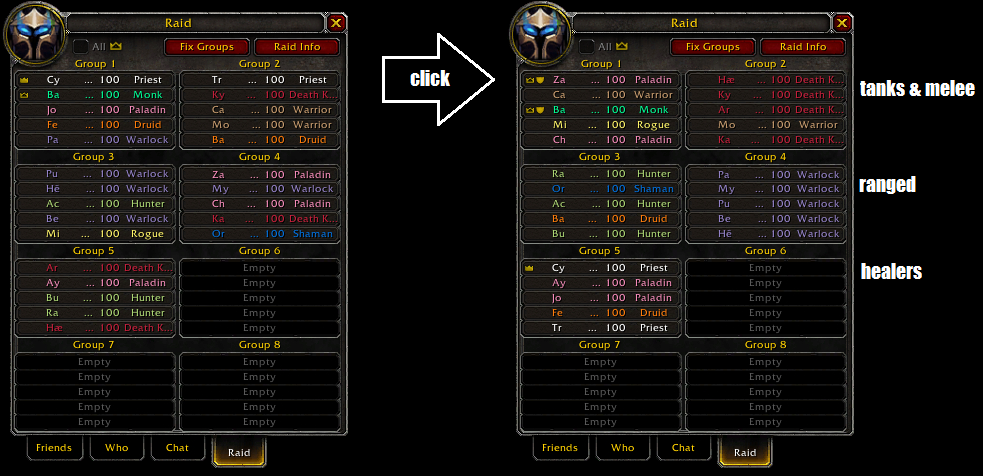 Raid
All
Fix Groups
Raid Info
Group 1
Cy ... 100 Priest
Ba ... 100 Monk
Jo ... 100 Paladin
Fe ... 100 Druid
Pa ... 100 Warlock
Group 2
Tr ... 100 Priest
Ky ... 100 Death K...
Ca ... 100 Warrior
Mo ... 100 Warrior
Ba ... 100 Druid
Group 3
Pu ... 100 Warlock
Hē ... 100 Warlock
Ac ... 100 Hunter
Be ... 100 Warlock
Mi ... 100 Rogue
Group 4
Za ... 100 Paladin
My ... 100 Warlock
Ch ... 100 Paladin
Ka ... 100 Death K...
Or ... 100 Shaman
Group 5
Ar ... 100 Death K...
Ay ... 100 Paladin
Bu ... 100 Hunter
Ra ... 100 Hunter
Hæ ... 100 Death K...
Group 6
Empty
Empty
Empty
Empty
Empty
Group 7
Empty
Empty
Empty
Empty
Empty
Group 8
Empty
Empty
Empty
Empty
Empty
Friends
Who
Chat
Raid
click
Raid
All
Fix Groups
Raid Info
Group 1
Za ... 100 Paladin
Ca ... 100 Warrior
Ba ... 100 Monk
Mi ... 100 Rogue
Ch ... 100 Paladin
Group 2
Hæ ... 100 Death K...
Ky ... 100 Death K...
Ar ... 100 Death K...
Mo ... 100 Warrior
Ka ... 100 Death K...
tanks & melee
Group 3
Ra ... 100 Hunter
Or ... 100 Shaman
Ac ... 100 Hunter
Ba ... 100 Druid
Bu ... 100 Hunter
Group 4
Pa ... 100 Warlock
My ... 100 Warlock
Pu ... 100 Warlock
Be ... 100 Warlock
Hē ... 100 Warlock
ranged
Group 5
Cy ... 100 Priest
Ay ... 100 Paladin
Jo ... 100 Paladin
Fe ... 100 Druid
Tr ... 100 Priest
Group 6
Empty
Empty
Empty
Empty
Empty
healers
Group 7
Empty
Empty
Empty
Empty
Empty
Group 8
Empty
Empty
Empty
Empty
Empty
Friends
Who
Chat
Raid